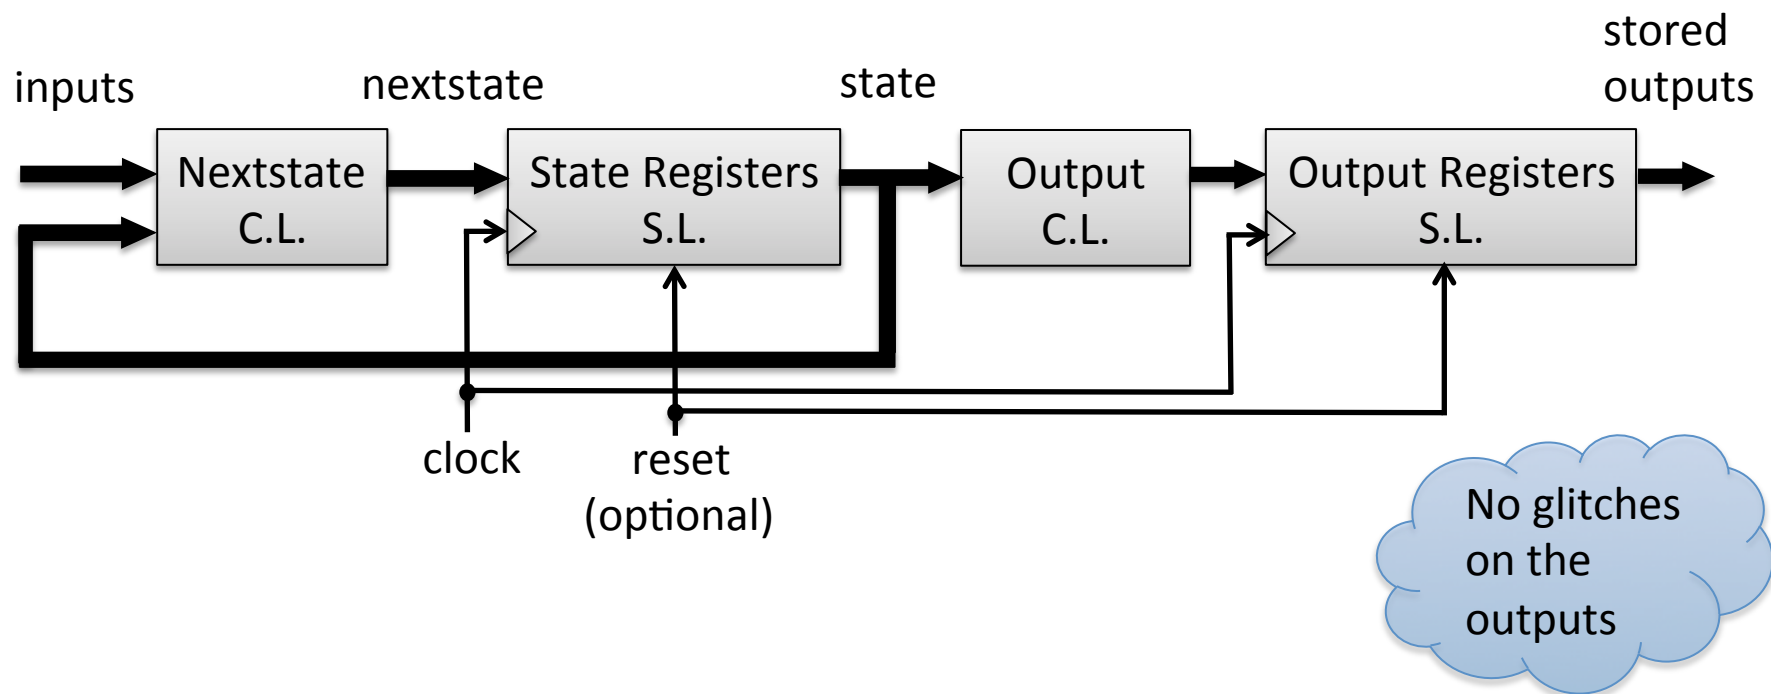 inputs
nextstate
state
stored
outputs
Nextstate
C.L.
State Registers
S.L.
Output
C.L.
Output Registers
S.L.
clock
reset
(optional)
No glitches
on the
outputs